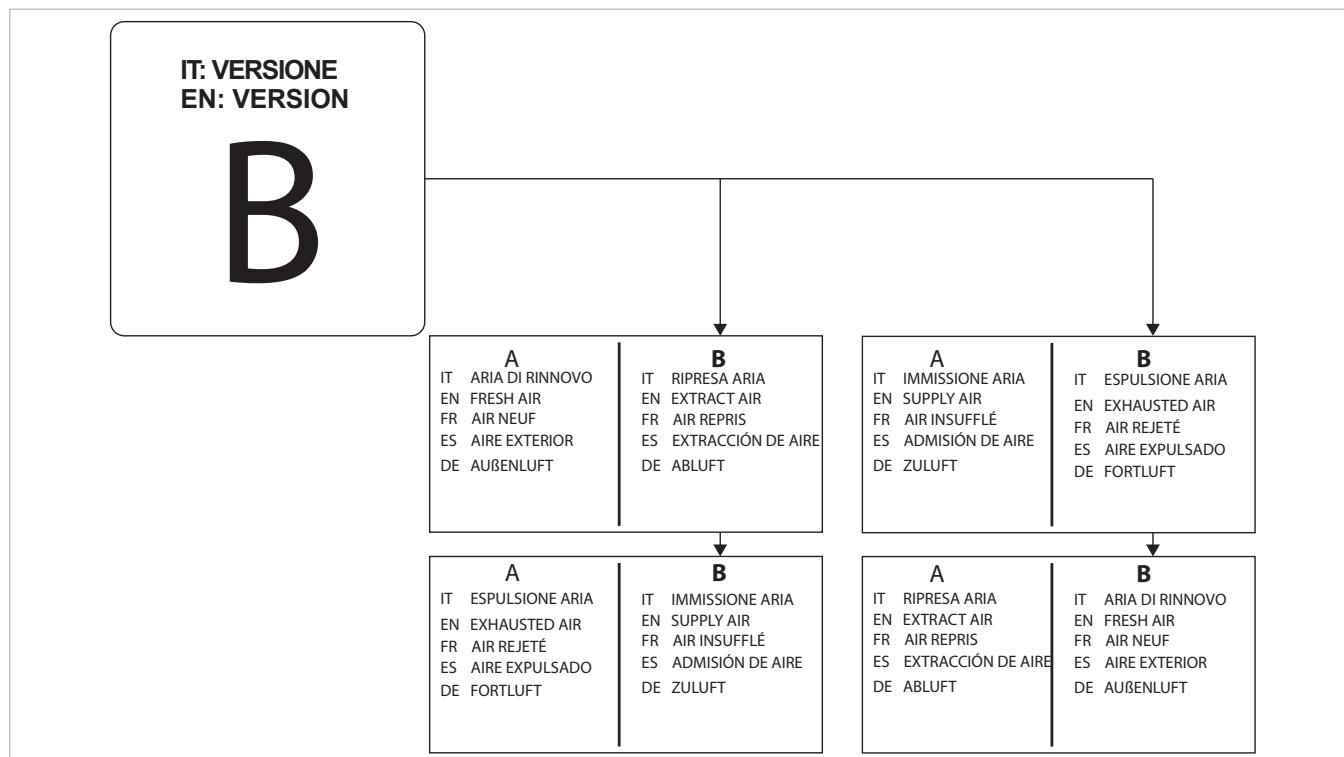 IT: VERSIONE
EN: VERSION
B
A
IT ARIA DI RINNOVO
EN FRESH AIR
FR AIR NEUF
ES AIRE EXTERIOR
DE AUßENLUFT
B
IT RIPRESA ARIA
EN EXTRACT AIR
FR AIR REPRIS
ES EXTRACCIÓN DE AIRE
DE ABLUFT
A
IT IMMISSIONE ARIA
EN SUPPLY AIR
FR AIR INSUFFLÉ
ES ADMISIÓN DE AIRE
DE ZULUFT
B
IT ESPULSIONE ARIA
EN EXHAUSTED AIR
FR AIR REJETÉ
ES AIRE EXPULSADO
DE FORTLUFT
A
IT ESPULSIONE ARIA
EN EXHAUSTED AIR
FR AIR REJETÉ
ES AIRE EXPULSADO
DE FORTLUFT
B
IT IMMISSIONE ARIA
EN SUPPLY AIR
FR AIR INSUFFLÉ
ES ADMISIÓN DE AIRE
DE ZULUFT
A
IT RIPRESA ARIA
EN EXTRACT AIR
FR AIR REPRIS
ES EXTRACCIÓN DE AIRE
DE ABLUFT
B
IT ARIA DI RINNOVO
EN FRESH AIR
FR AIR NEUF
ES AIRE EXTERIOR
DE AUßENLUFT